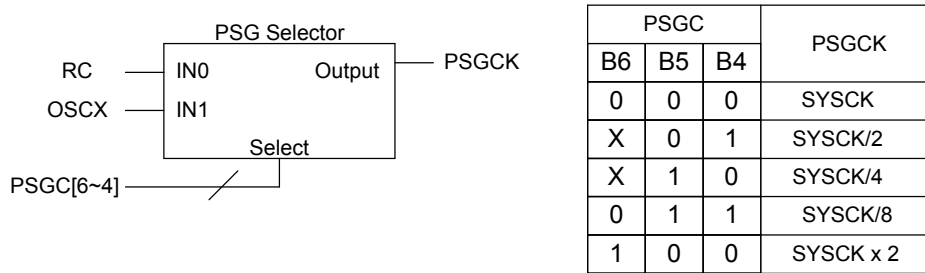 PSG Selector
RC
IN0
Output
PSGCK
OSCX
IN1
Select
PSGC[6~4]
PSGC
PSGCK
B6 B5 B4
0 0 0 SYSCK
X 0 1 SYSCK/2
X 1 0 SYSCK/4
0 1 1 SYSCK/8
1 0 0 SYSCK x 2